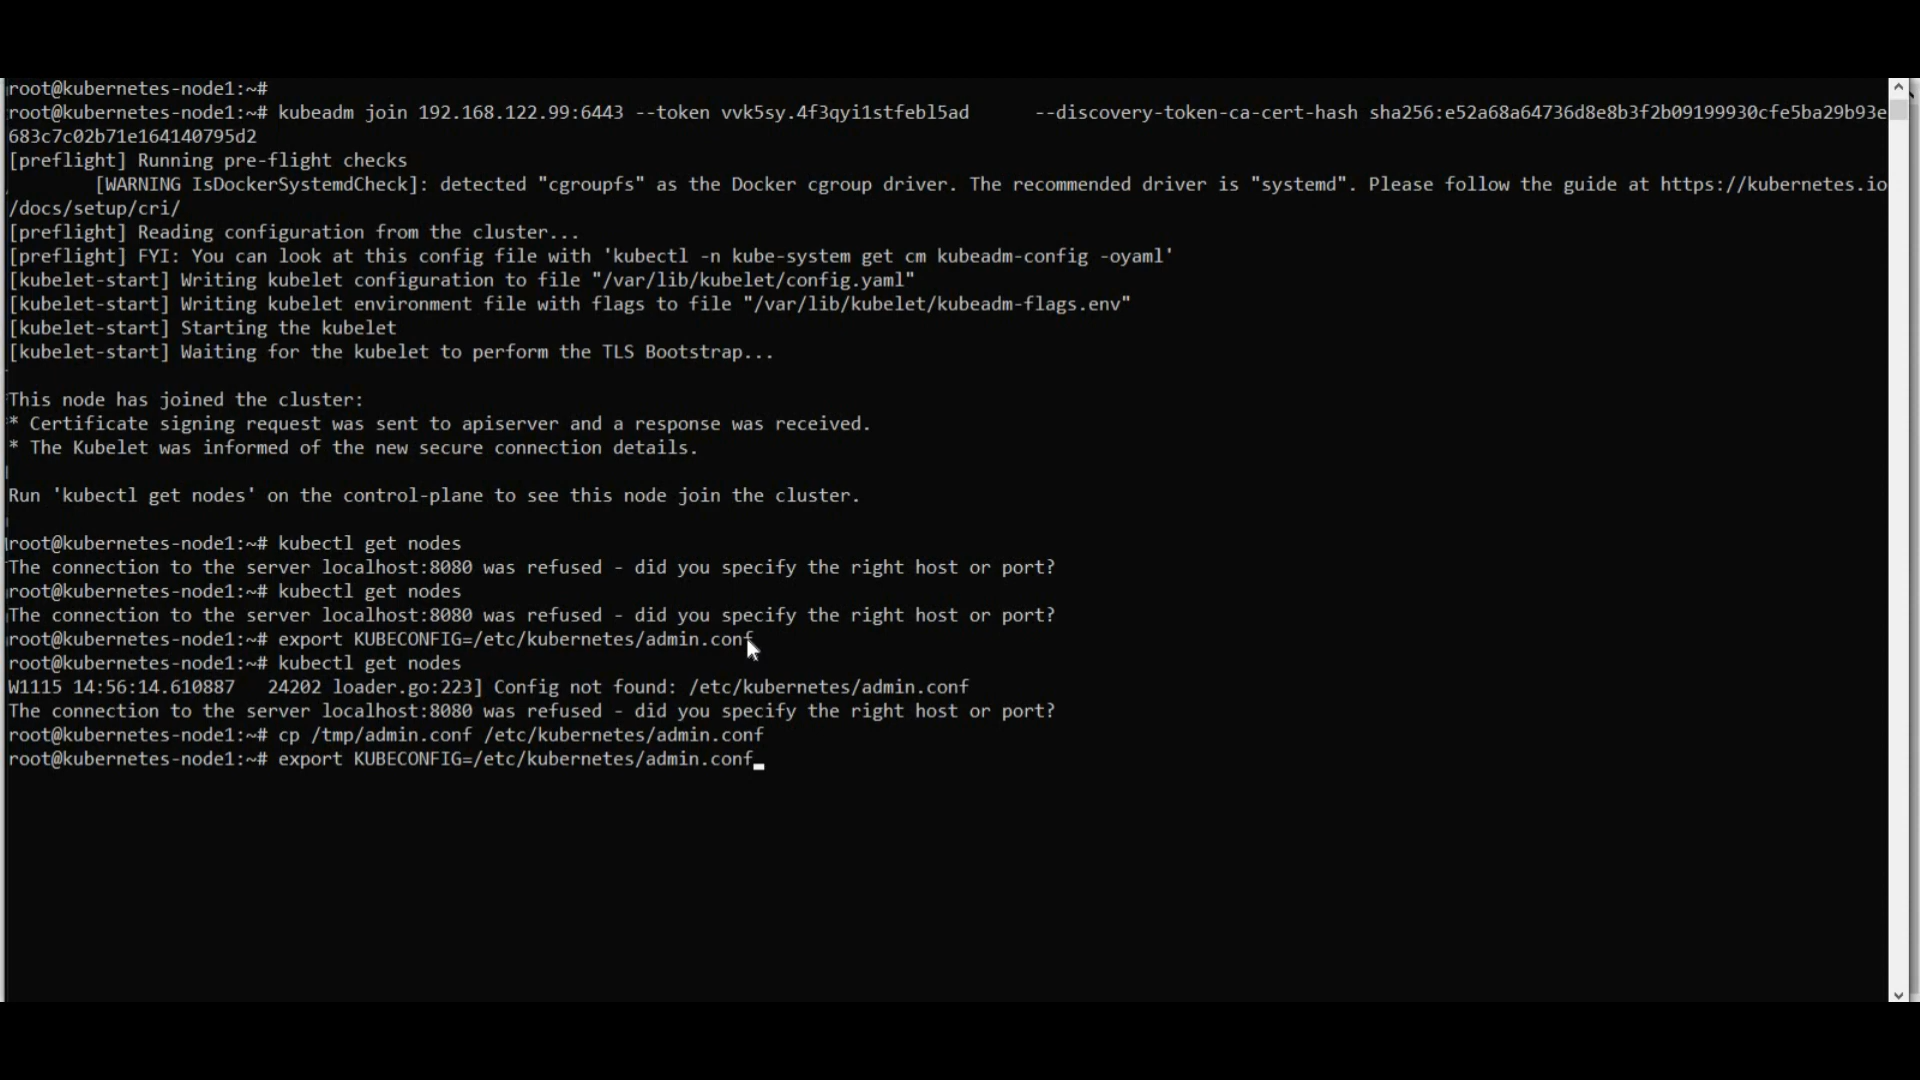 root@kubernetes-node1:~#
root@kubernetes-node1:~# kubeadm join 192.168.122.99:6443 --token vvk5sy.4f3qyi1stfebl5ad      --discovery-token-ca-cert-hash sha256:e52a68a64736d8e8b3f2b09199930cfe5ba29b93e
683c7c02b71e164140795d2
[preflight] Running pre-flight checks
        [WARNING IsDockerSystemdCheck]: detected "cgroupfs" as the Docker cgroup driver. The recommended driver is "systemd". Please follow the guide at https://kubernetes.io
/docs/setup/cri/
[preflight] Reading configuration from the cluster...
[preflight] FYI: You can look at this config file with 'kubectl -n kube-system get cm kubeadm-config -oyaml'
[kubelet-start] Writing kubelet configuration to file "/var/lib/kubelet/config.yaml"
[kubelet-start] Writing kubelet environment file with flags to file "/var/lib/kubelet/kubeadm-flags.env"
[kubelet-start] Starting the kubelet
[kubelet-start] Waiting for the kubelet to perform the TLS Bootstrap...
This node has joined the cluster:
* Certificate signing request was sent to apiserver and a response was received.
* The Kubelet was informed of the new secure connection details.
Run 'kubectl get nodes' on the control-plane to see this node join the cluster.
root@kubernetes-node1:~# kubectl get nodes
The connection to the server localhost:8080 was refused - did you specify the right host or port?
root@kubernetes-node1:~# kubectl get nodes
The connection to the server localhost:8080 was refused - did you specify the right host or port?
root@kubernetes-node1:~# export KUBECONFIG=/etc/kubernetes/admin.conf
root@kubernetes-node1:~# kubectl get nodes
W1115 14:56:14.610887   24202 loader.go:223] Config not found: /etc/kubernetes/admin.conf
The connection to the server localhost:8080 was refused - did you specify the right host or port?
root@kubernetes-node1:~# cp /tmp/admin.conf /etc/kubernetes/admin.conf
root@kubernetes-node1:~# export KUBECONFIG=/etc/kubernetes/admin.conf